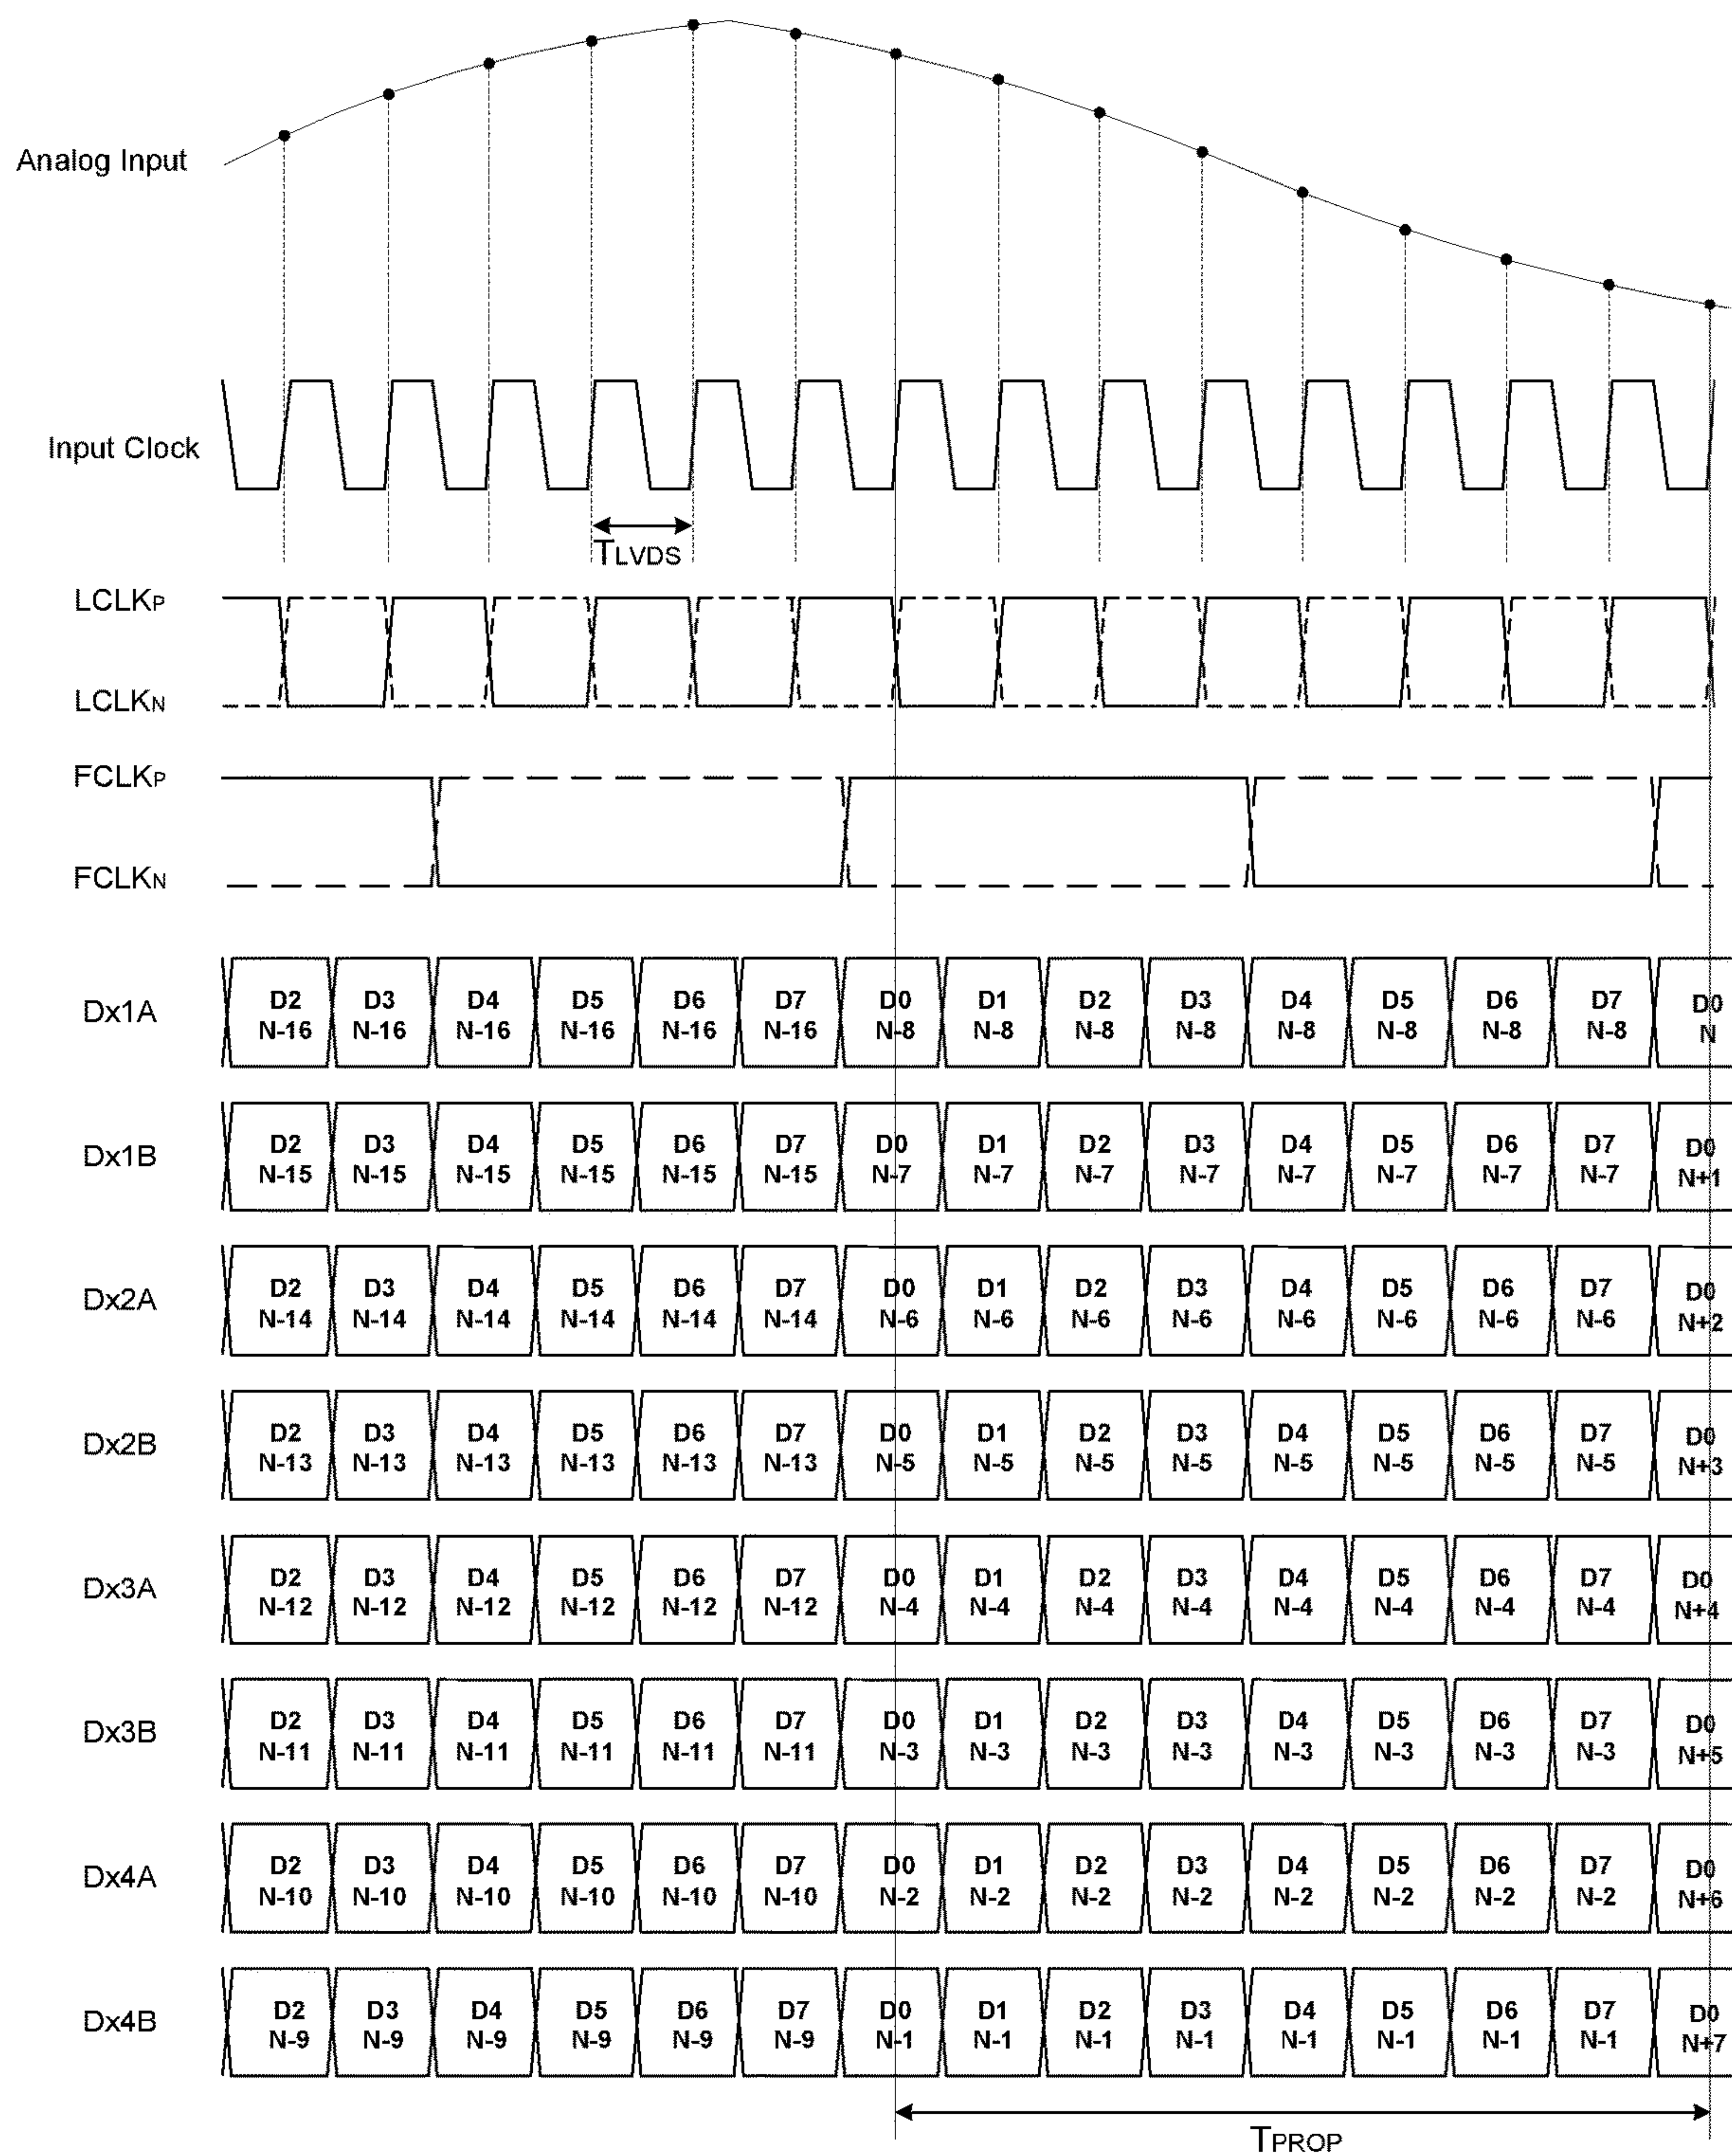 Analog Input
Input Clock
TLVDS
LCLKP
LCLKN
FCLKP
FCLKN
Dx1A
D2 D3 D4 D5 D6 D7 D0 D1 D2 D3 D4 D5 D6 D7 D0
N-16 N-16 N-16 N-16 N-16 N-16 N-8 N-8 N-8 N-8 N-8 N-8 N-8 N-8 N
Dx1B
D2 D3 D4 D5 D6 D7 D0 D1 D2 D3 D4 D5 D6 D7 D0
N-15 N-15 N-15 N-15 N-15 N-15 N-7 N-7 N-7 N-7 N-7 N-7 N-7 N-7 N+1
Dx2A
D2 D3 D4 D5 D6 D7 D0 D1 D2 D3 D4 D5 D6 D7 D0
N-14 N-14 N-14 N-14 N-14 N-14 N-6 N-6 N-6 N-6 N-6 N-6 N-6 N-6 N+2
Dx2B
D2 D3 D4 D5 D6 D7 D0 D1 D2 D3 D4 D5 D6 D7 D0
N-13 N-13 N-13 N-13 N-13 N-13 N-5 N-5 N-5 N-5 N-5 N-5 N-5 N-5 N+3
Dx3A
D2 D3 D4 D5 D6 D7 D0 D1 D2 D3 D4 D5 D6 D7 D0
N-12 N-12 N-12 N-12 N-12 N-12 N-4 N-4 N-4 N-4 N-4 N-4 N-4 N-4 N+4
Dx3B
D2 D3 D4 D5 D6 D7 D0 D1 D2 D3 D4 D5 D6 D7 D0
N-11 N-11 N-11 N-11 N-11 N-11 N-3 N-3 N-3 N-3 N-3 N-3 N-3 N-3 N+5
Dx4A
D2 D3 D4 D5 D6 D7 D0 D1 D2 D3 D4 D5 D6 D7 D0
N-10 N-10 N-10 N-10 N-10 N-10 N-2 N-2 N-2 N-2 N-2 N-2 N-2 N-2 N+6
Dx4B
D2 D3 D4 D5 D6 D7 D0 D1 D2 D3 D4 D5 D6 D7 D0
N-9 N-9 N-9 N-9 N-9 N-9 N-1 N-1 N-1 N-1 N-1 N-1 N-1 N-1 N+7
TPROP